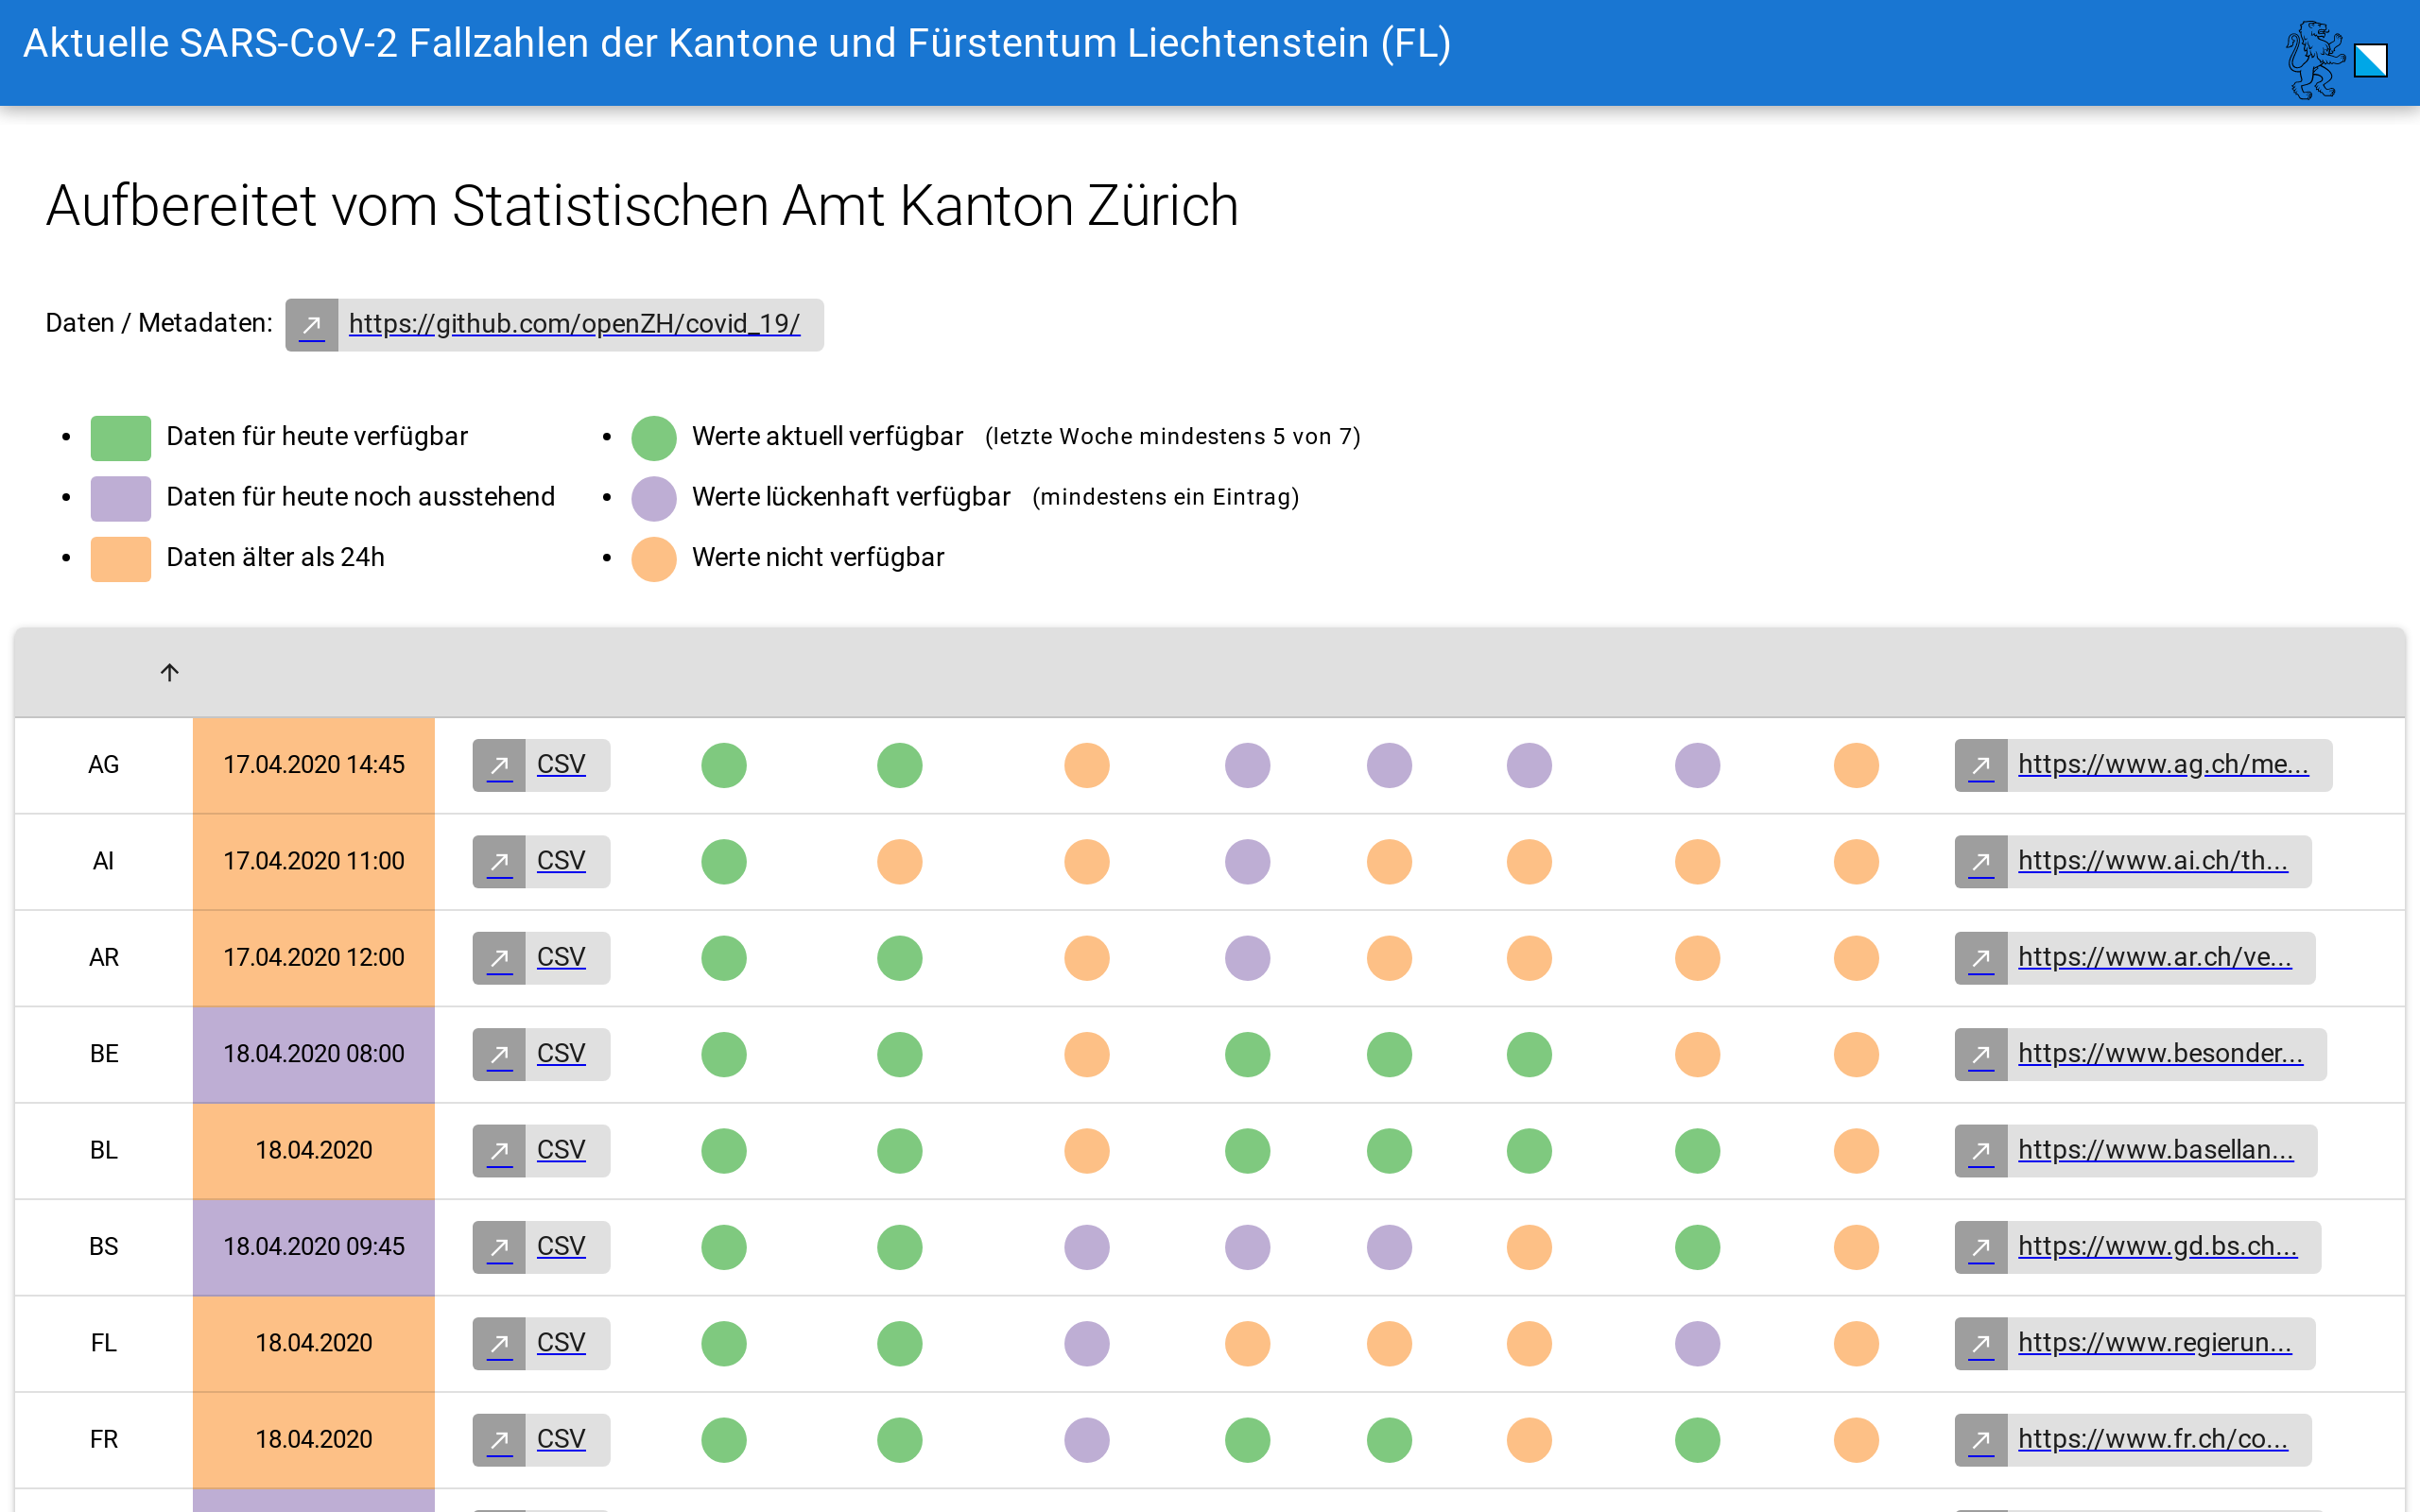 Aktuelle SARS-CoV-2 Fallzahlen der Kantone und Fürstentum Liechtenstein (FL)
Aufbereitet vom Statistischen Amt Kanton Zürich
Daten / Metadaten: https://github.com/openZH/covid_19/
Daten für heute verfügbar
Daten für heute noch ausstehend
Daten älter als 24h
Werte aktuell verfügbar (letzte Woche mindestens 5 von 7)
Werte lückenhaft verfügbar (mindestens ein Eintrag)
Werte nicht verfügbar
AG 17.04.2020 14:45 CSV https://www.ag.ch/me...
AI 17.04.2020 11:00 CSV https://www.ai.ch/th...
AR 17.04.2020 12:00 CSV https://www.ar.ch/ve...
BE 18.04.2020 08:00 CSV https://www.besonder...
BL 18.04.2020 CSV https://www.basellan...
BS 18.04.2020 09:45 CSV https://www.gd.bs.ch...
FL 18.04.2020 CSV https://www.regierun...
FR 18.04.2020 CSV https://www.fr.ch/co...